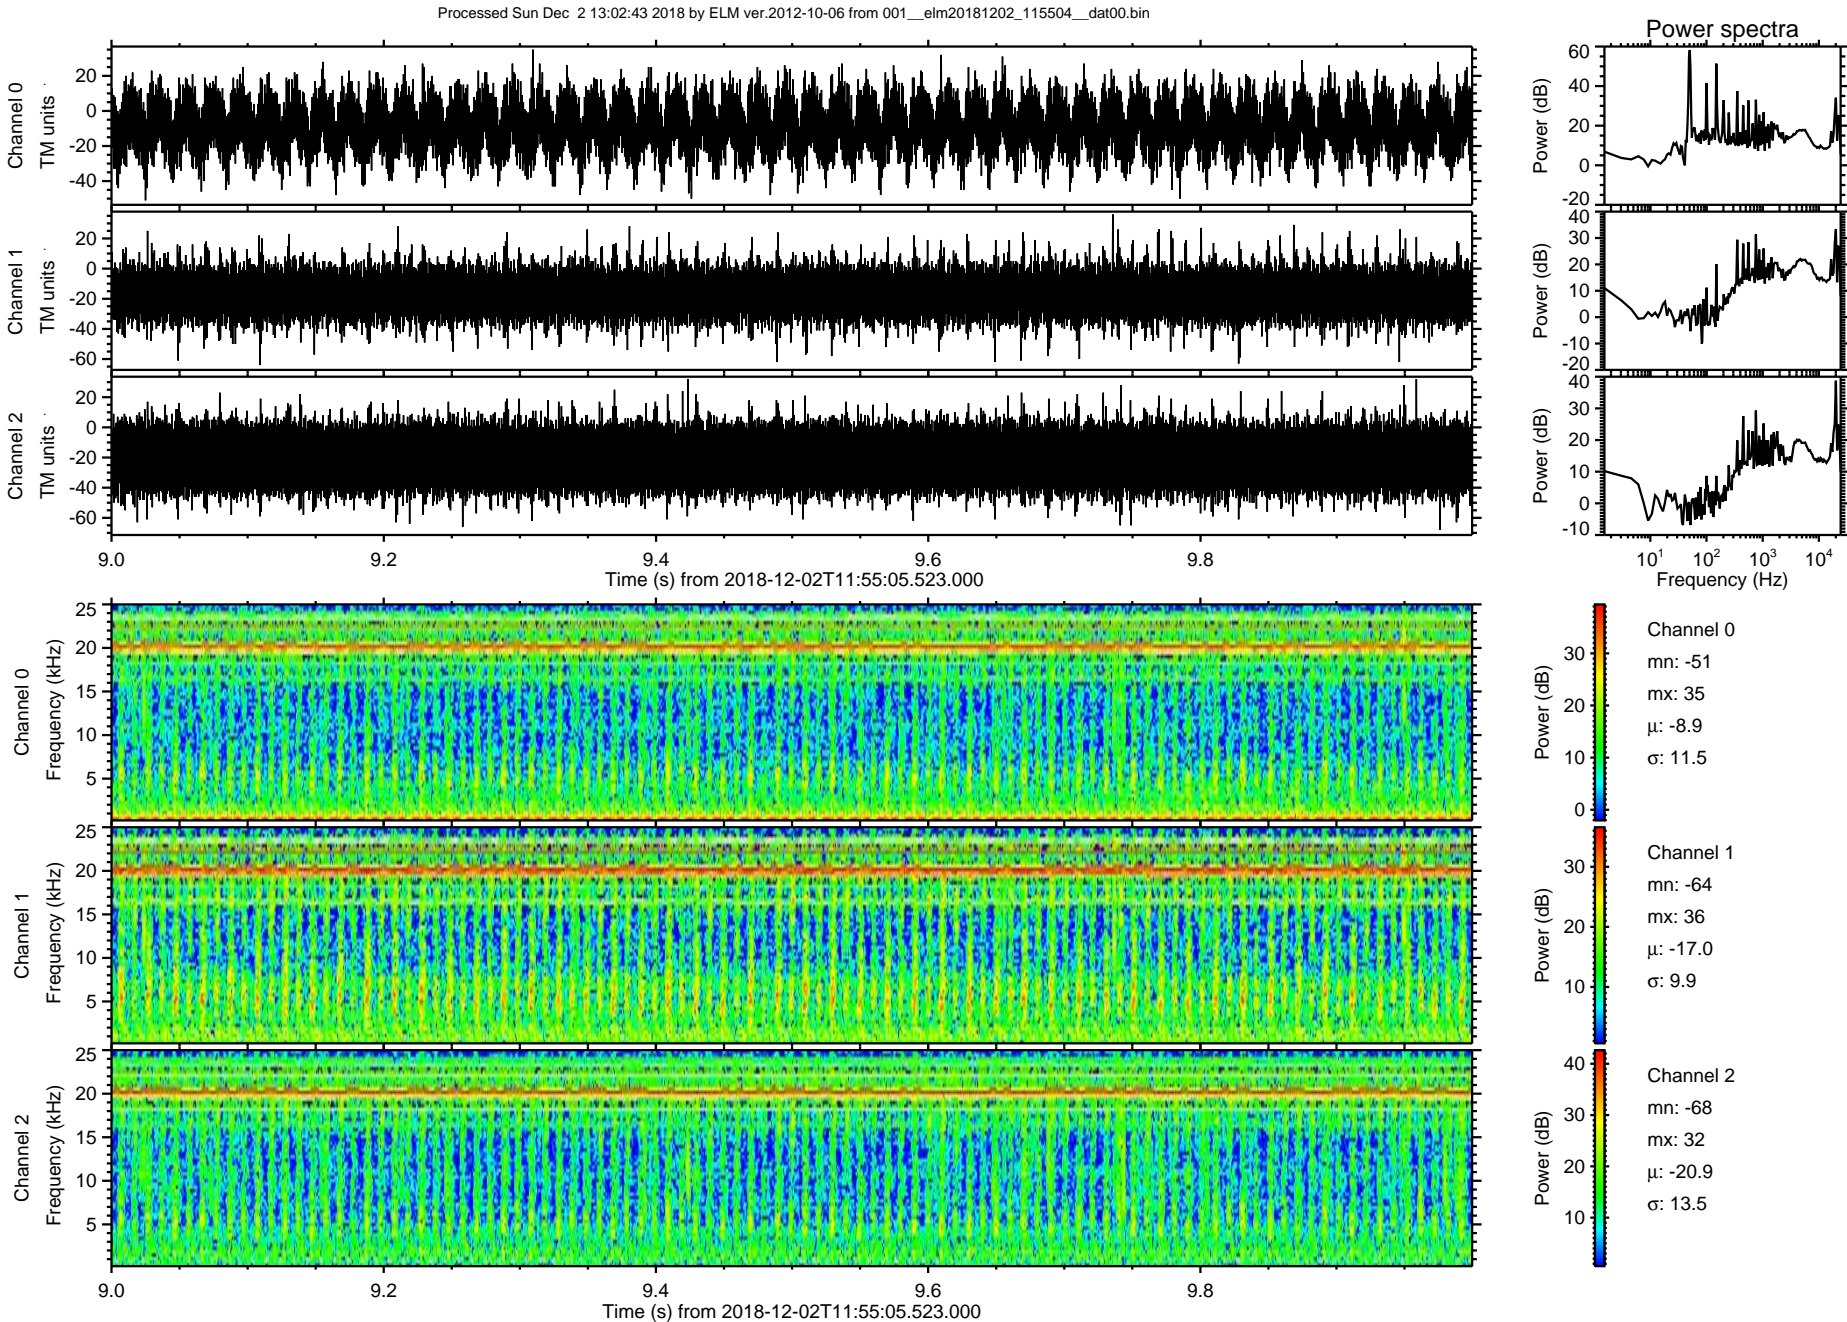 Processed Sun Dec  2 13:02:43 2018 by ELM ver.2012-10-06 from 001__elm20181202_115504__dat00.bin
Power spectra
Channel 0
TM units
20
0
-20
-40
Power (dB)
60
40
20
0
-20
Channel 1
TM units
20
0
-20
-40
-60
Power (dB)
40
30
20
10
0
-10
-20
Channel 2
TM units
20
0
-20
-40
-60
Power (dB)
40
30
20
10
0
-10
9.0 9.2 9.4 9.6 9.8
Time (s) from 2018-12-02T11:55:05.523.000
10¹ 10² 10³ 10⁴
Frequency (Hz)
Channel 0
Frequency (kHz)
25
20
15
10
5
Power (dB)
30
20
10
0
Channel 0
mn: -51
mx: 35
μ: -8.9
σ: 11.5
Channel 1
Frequency (kHz)
25
20
15
10
5
Power (dB)
30
20
10
Channel 1
mn: -64
mx: 36
μ: -17.0
σ: 9.9
Channel 2
Frequency (kHz)
25
20
15
10
5
Power (dB)
40
30
20
10
Channel 2
mn: -68
mx: 32
μ: -20.9
σ: 13.5
9.0 9.2 9.4 9.6 9.8
Time (s) from 2018-12-02T11:55:05.523.000